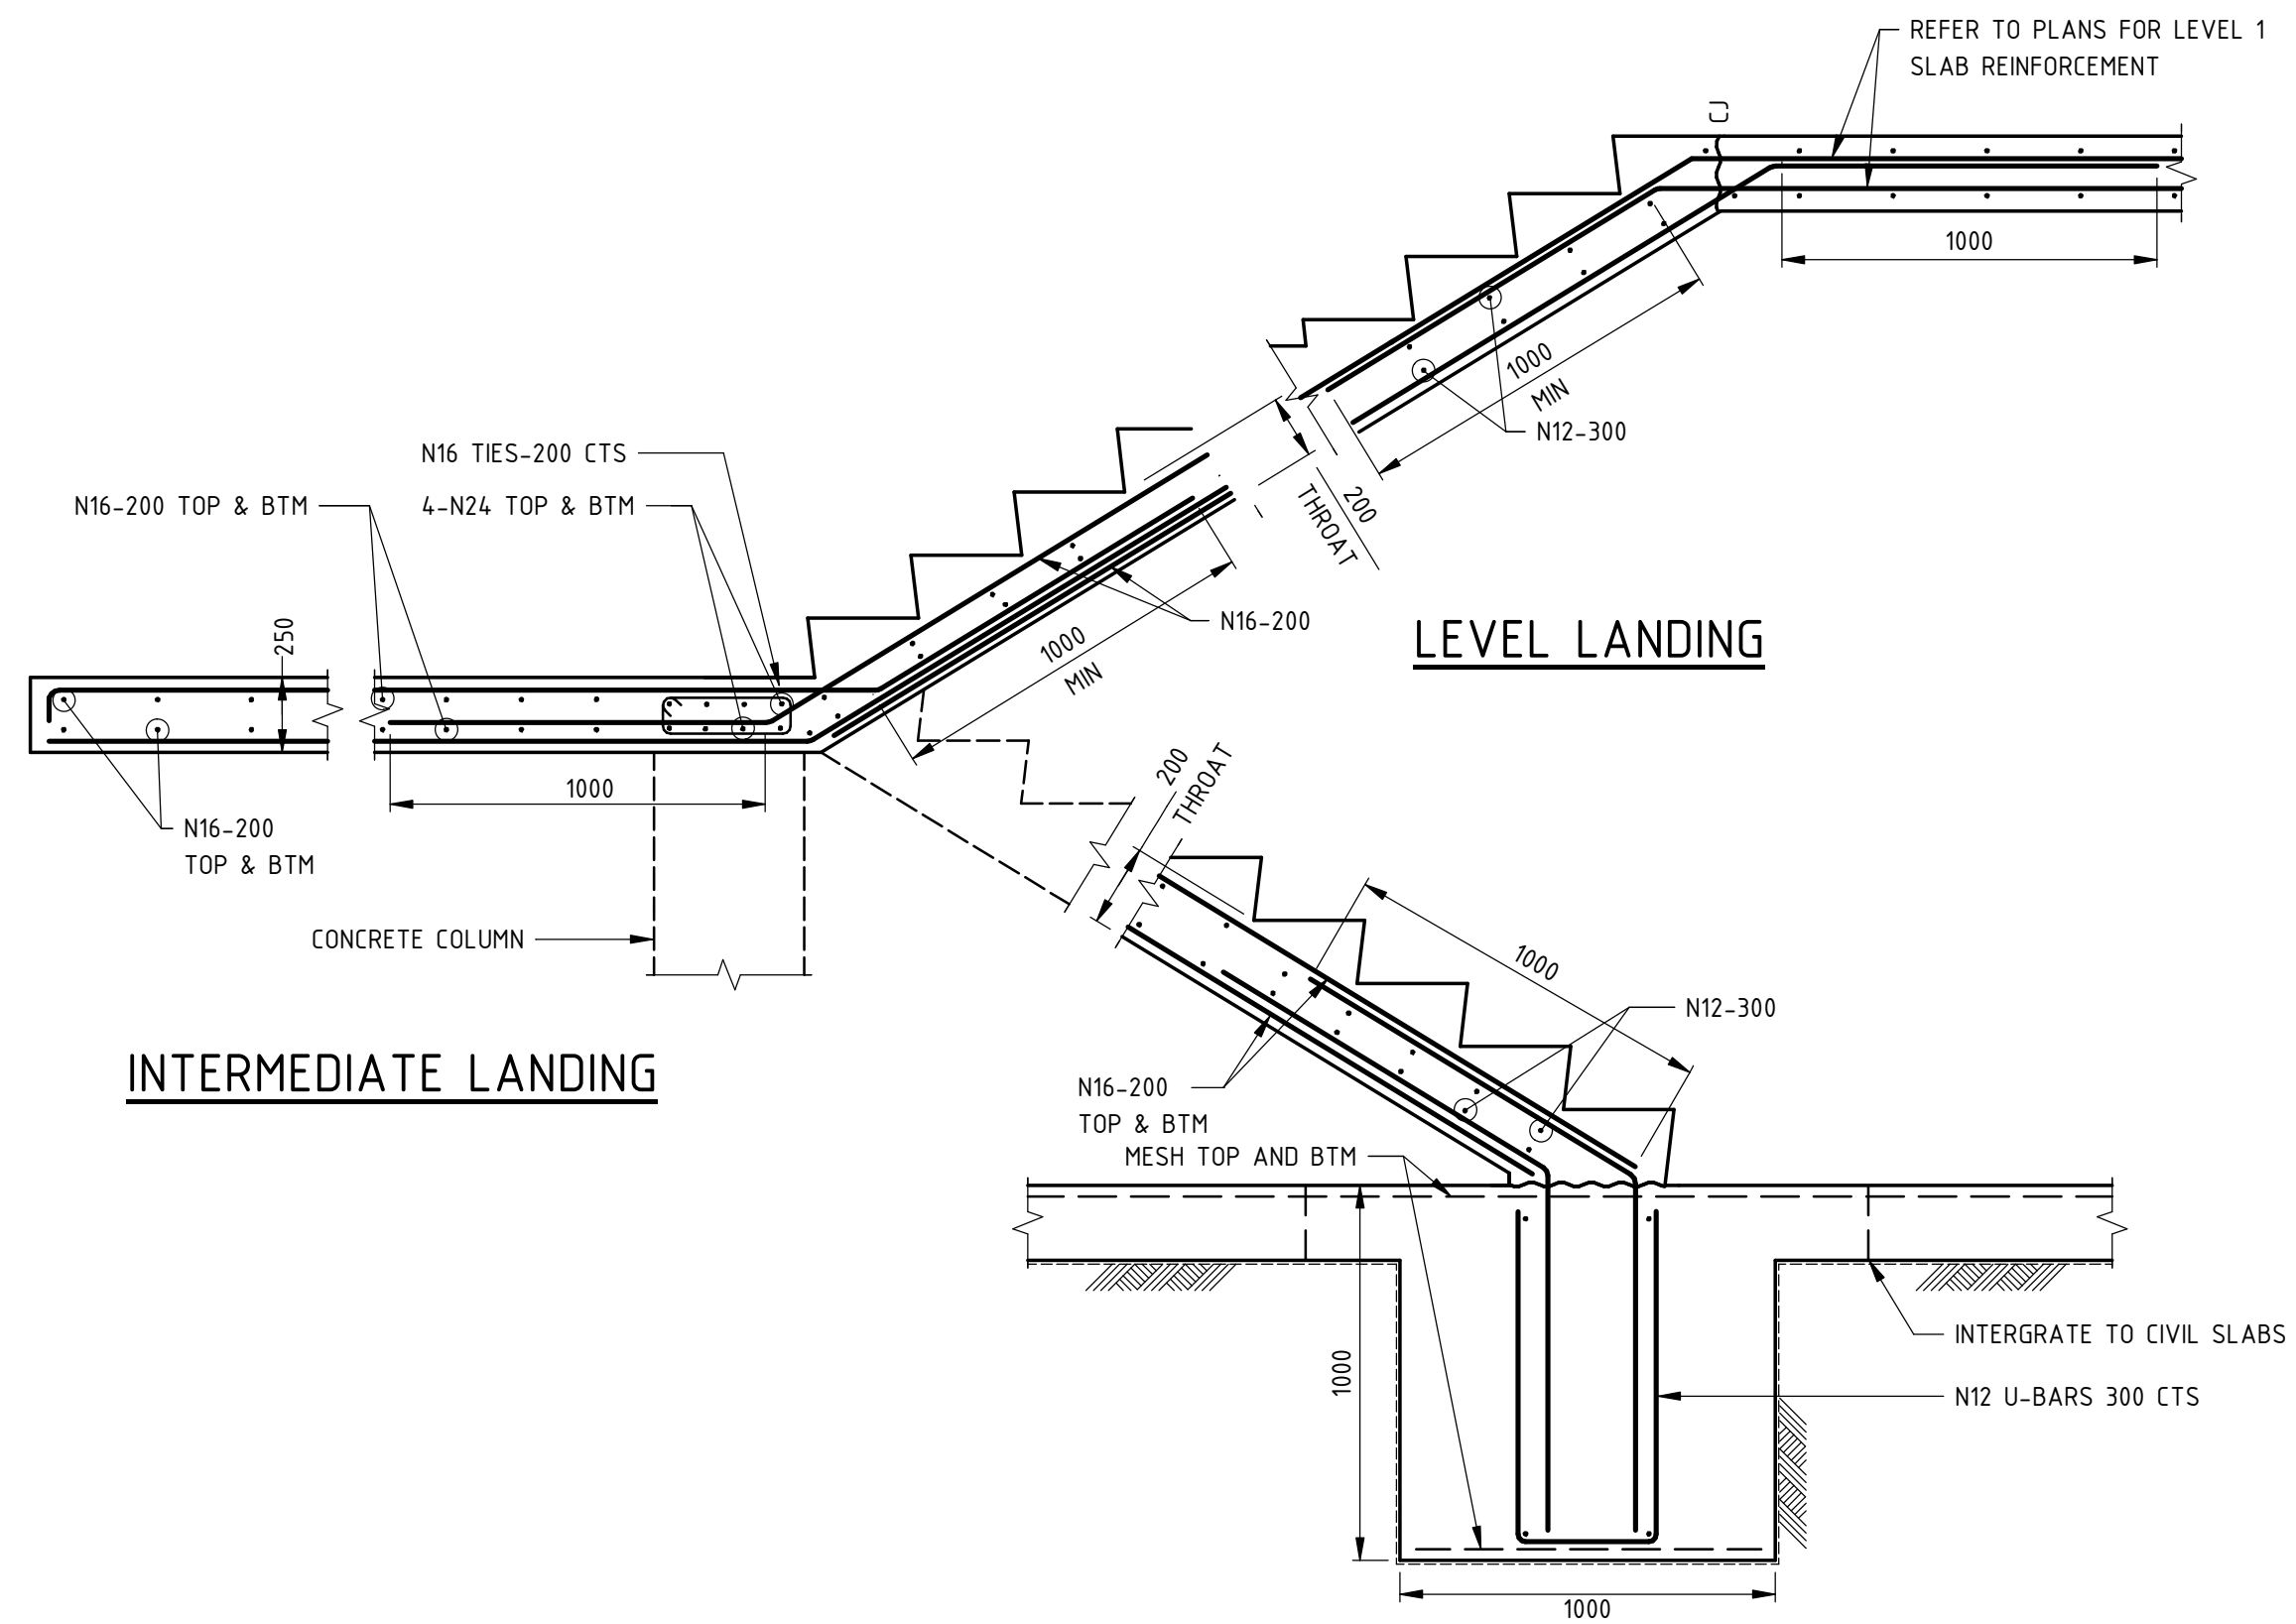 REFER TO PLANS FOR LEVEL 1
SLAB REINFORCEMENT
CJ
1000
1000
MIN
N12-300
200
THROAT
N16 TIES-200 CTS
N16-200 TOP & BTM
4-N24 TOP & BTM
N16-200
LEVEL LANDING
250
1000
MIN
1000
N16-200
TOP & BTM
CONCRETE COLUMN
INTERMEDIATE LANDING
200
THROAT
1000
N12-300
N16-200
TOP & BTM
MESH TOP AND BTM
INTERGRATE TO CIVIL SLABS
1000
N12 U-BARS 300 CTS
1000